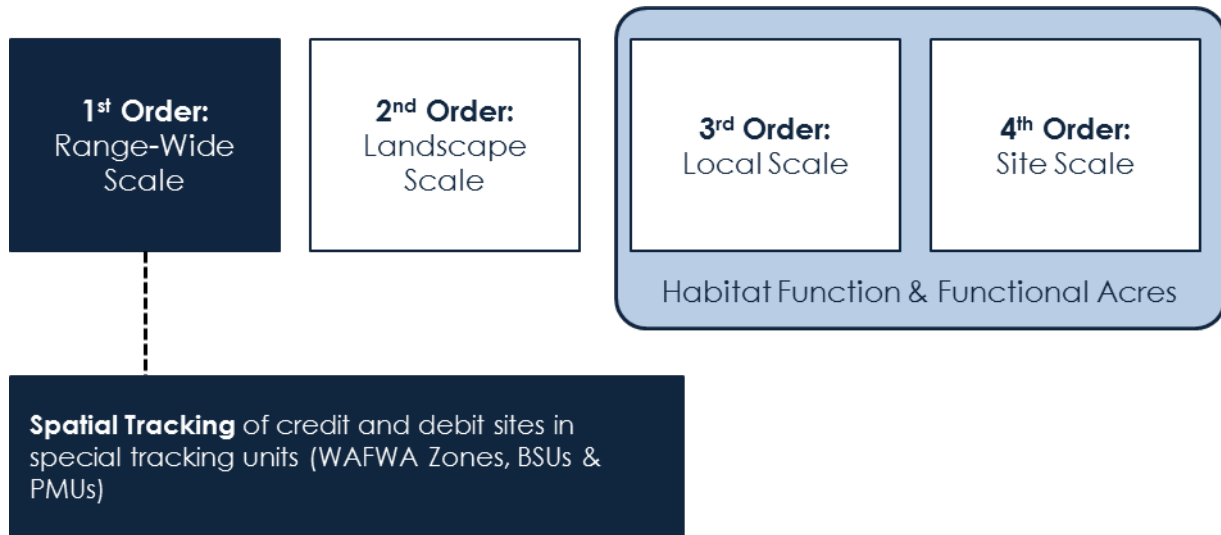 1st Order:
Range-Wide
Scale
2nd Order:
Landscape
Scale
3rd Order:
Local Scale
4th Order:
Site Scale
Habitat Function & Functional Acres
Spatial Tracking of credit and debit sites in
special tracking units (WAFWA Zones, BSUs &
PMUs)